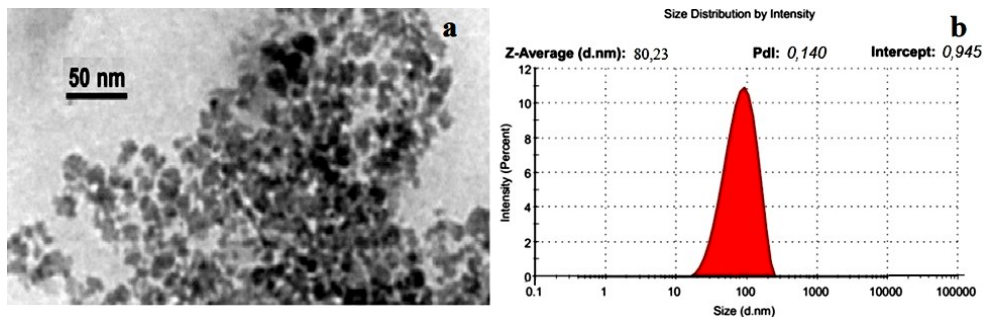 a
50 nm
Size Distribution by Intensity
b
Z-Average (d.nm): 80,23 PdI: 0,140 Intercept: 0,945
Intensity (Percent)
12
10
8
6
4
2
0
0.1 1 10 100 1000 10000 100000
Size (d.nm)